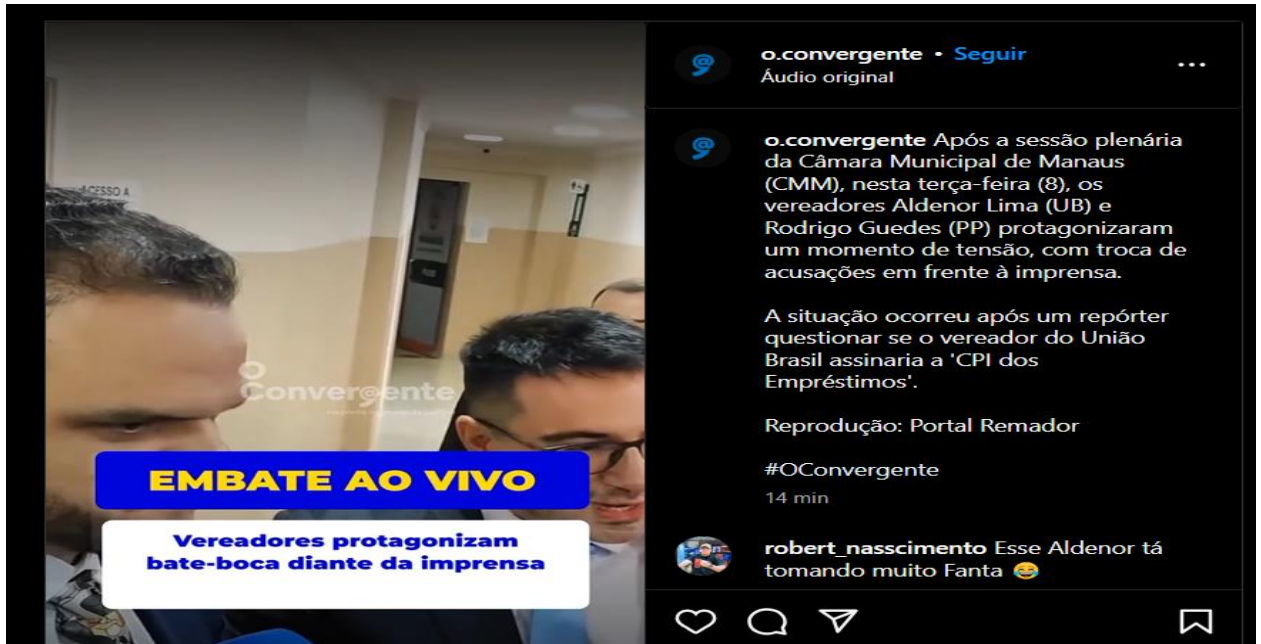 ACESSO A
O
Convergente
EMBATE AO VIVO
Vereadores protagonizam
bate-boca diante da imprensa
o.convergente • Seguir
Áudio original
o.convergente Após a sessão plenária
da Câmara Municipal de Manaus
(CMM), nesta terça-feira (8), os
vereadores Aldenor Lima (UB) e
Rodrigo Guedes (PP) protagonizaram
um momento de tensão, com troca de
acusações em frente à imprensa.
A situação ocorreu após um repórter
questionar se o vereador do União
Brasil assinaria a 'CPI dos
Empréstimos'.
Reprodução: Portal Remador
#OConvergente
14 min
robert_nasscimento Esse Aldenor tá
tomando muito Fanta 😂